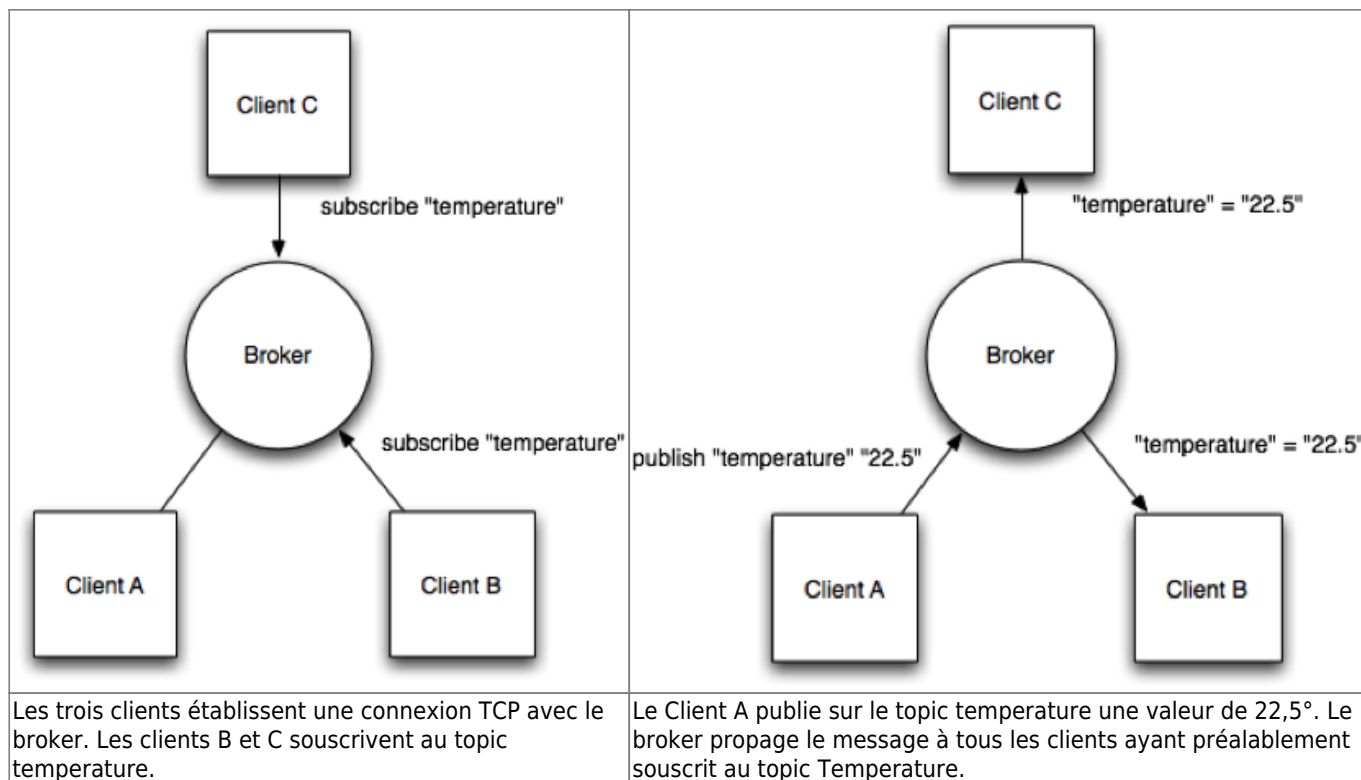 Client C
subscribe "temperature"
Broker
subscribe "temperature"
Client A
Client B
Les trois clients établissent une connexion TCP avec le
broker. Les clients B et C souscrivent au topic
temperature.
Client C
"temperature" = "22.5"
Broker
publish "temperature" "22.5"
"temperature" = "22.5"
Client A
Client B
Le Client A publie sur le topic temperature une valeur de 22,5°. Le
broker propage le message à tous les clients ayant préalablement
souscrit au topic Temperature.